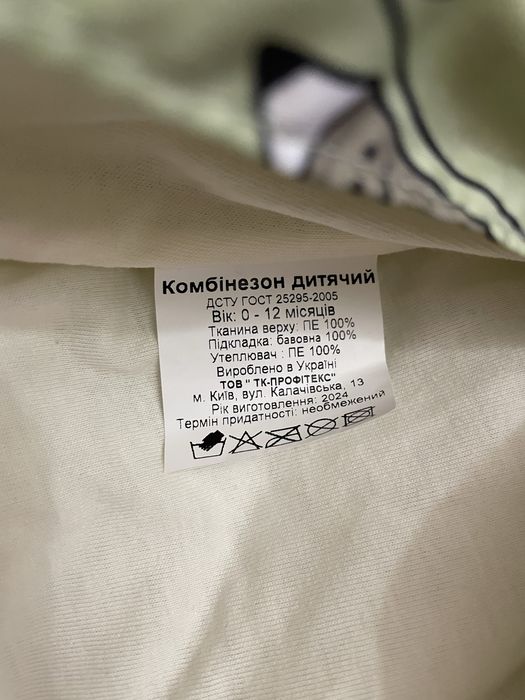 Комбінезон дитячий
ДСТУ ГОСТ 25295-2005
Вік: 0 - 12 місяців
Тканина верху: ПЕ 100%
Підкладка: бавовна 100%
Утеплювач : ПЕ 100%
Вироблено в Україні
ТОВ " ТК-ПРОФІТЕКС"
м. Київ, вул. Калачівська, 13
Рік виготовлення: 2024
Термін придатності: необмежений